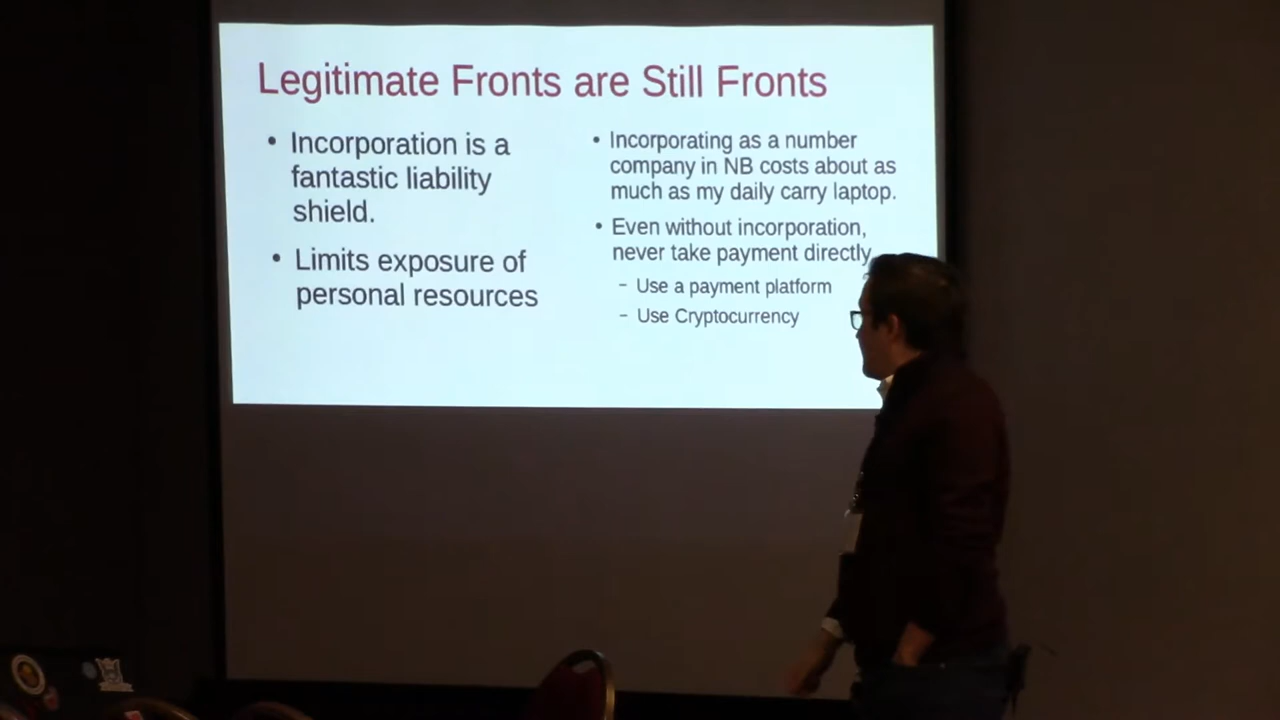 Legitimate Fronts are Still Fronts
• Incorporation is a
fantastic liability
shield.
• Limits exposure of
personal resources
• Incorporating as a number
company in NB costs about as
much as my daily carry laptop.
• Even without incorporation,
never take payment directly
– Use a payment platform
– Use Cryptocurrency